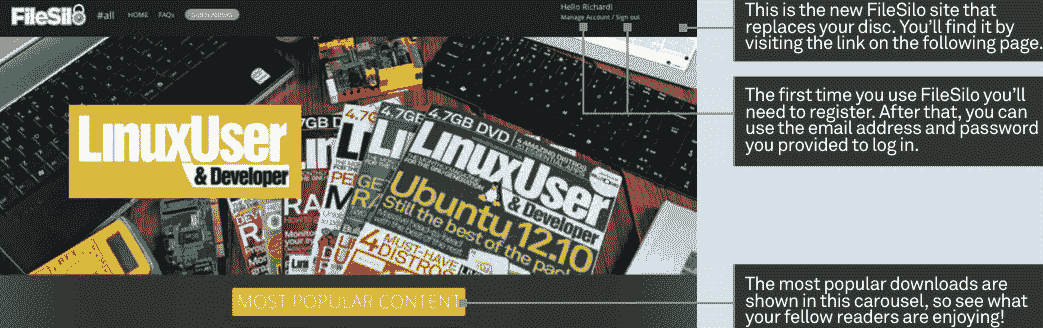 FileSilo #all HOME FAQs
Hello Richard!
Manage Account / Sign out
This is the new FileSilo site that
replaces your disc. You'll find it by
visiting the link on the following page.
The first time you use FileSilo you'll
need to register. After that, you can
use the email address and password
you provided to log in.
LinuxUser
& Developer
4.7GB DVD
4.7GB DVD
LinuxUser
& Developer
Ubuntu 12.10
Still the best of the
4 MUST-HAVE
DISTROS
MOST POPULAR CONTENT
The most popular downloads are
shown in this carousel, so see what
your fellow readers are enjoying!